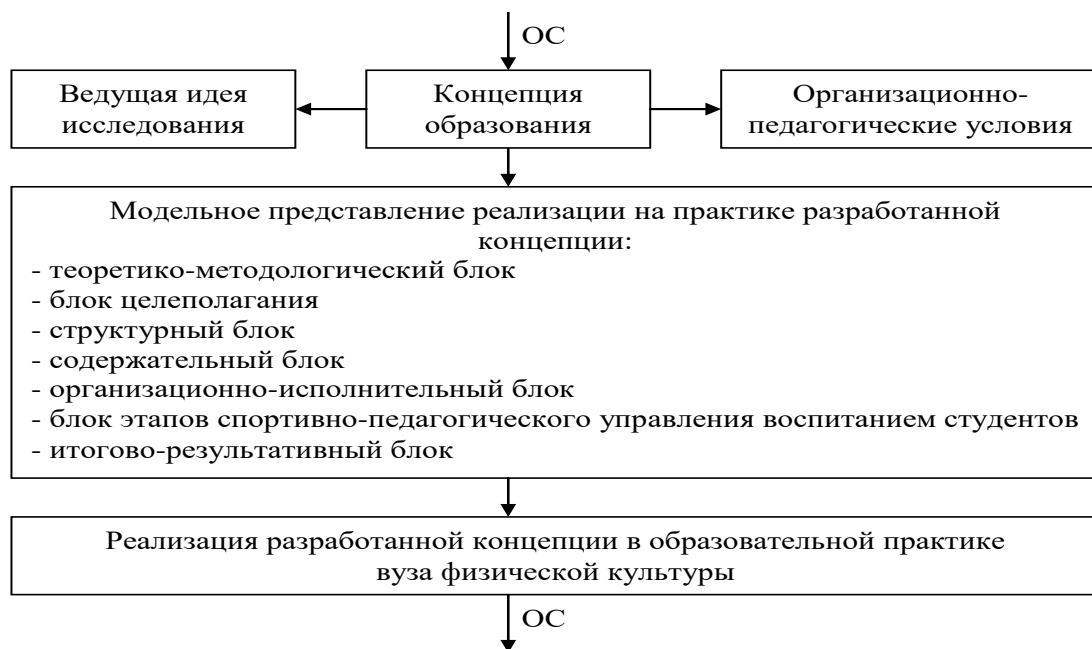 ОС
Ведущая идея
исследования
Концепция
образования
Организационно-
педагогические условия
Модельное представление реализации на практике разработанной
концепции:
- теоретико-методологический блок
- блок целеполагания
- структурный блок
- содержательный блок
- организационно-исполнительный блок
- блок этапов спортивно-педагогического управления воспитанием студентов
- итогово-результативный блок
Реализация разработанной концепции в образовательной практике
вуза физической культуры
ОС